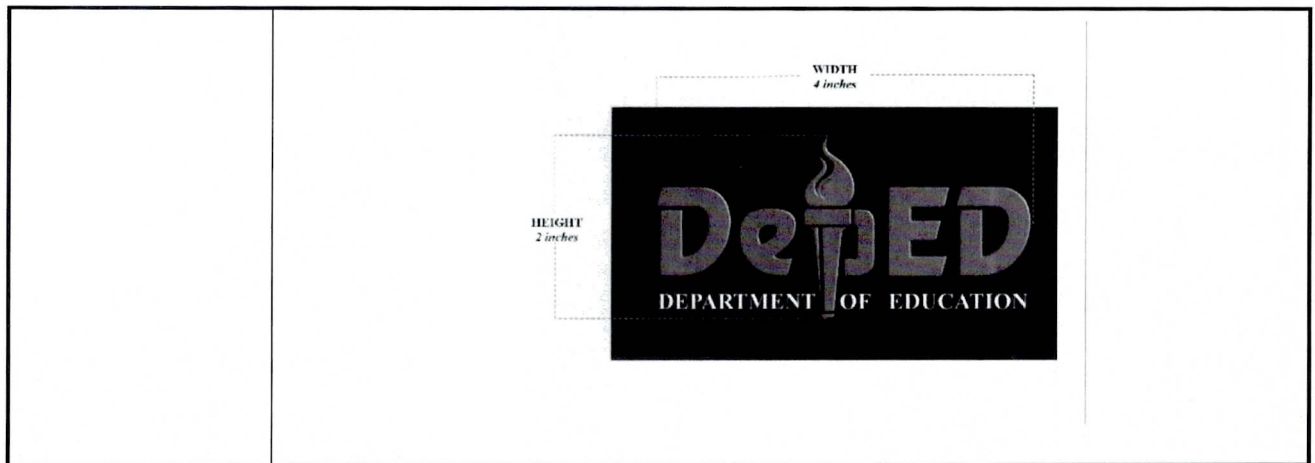 WIDTH
4 inches
HEIGHT
2 inches
DepED
DEPARTMENT OF EDUCATION